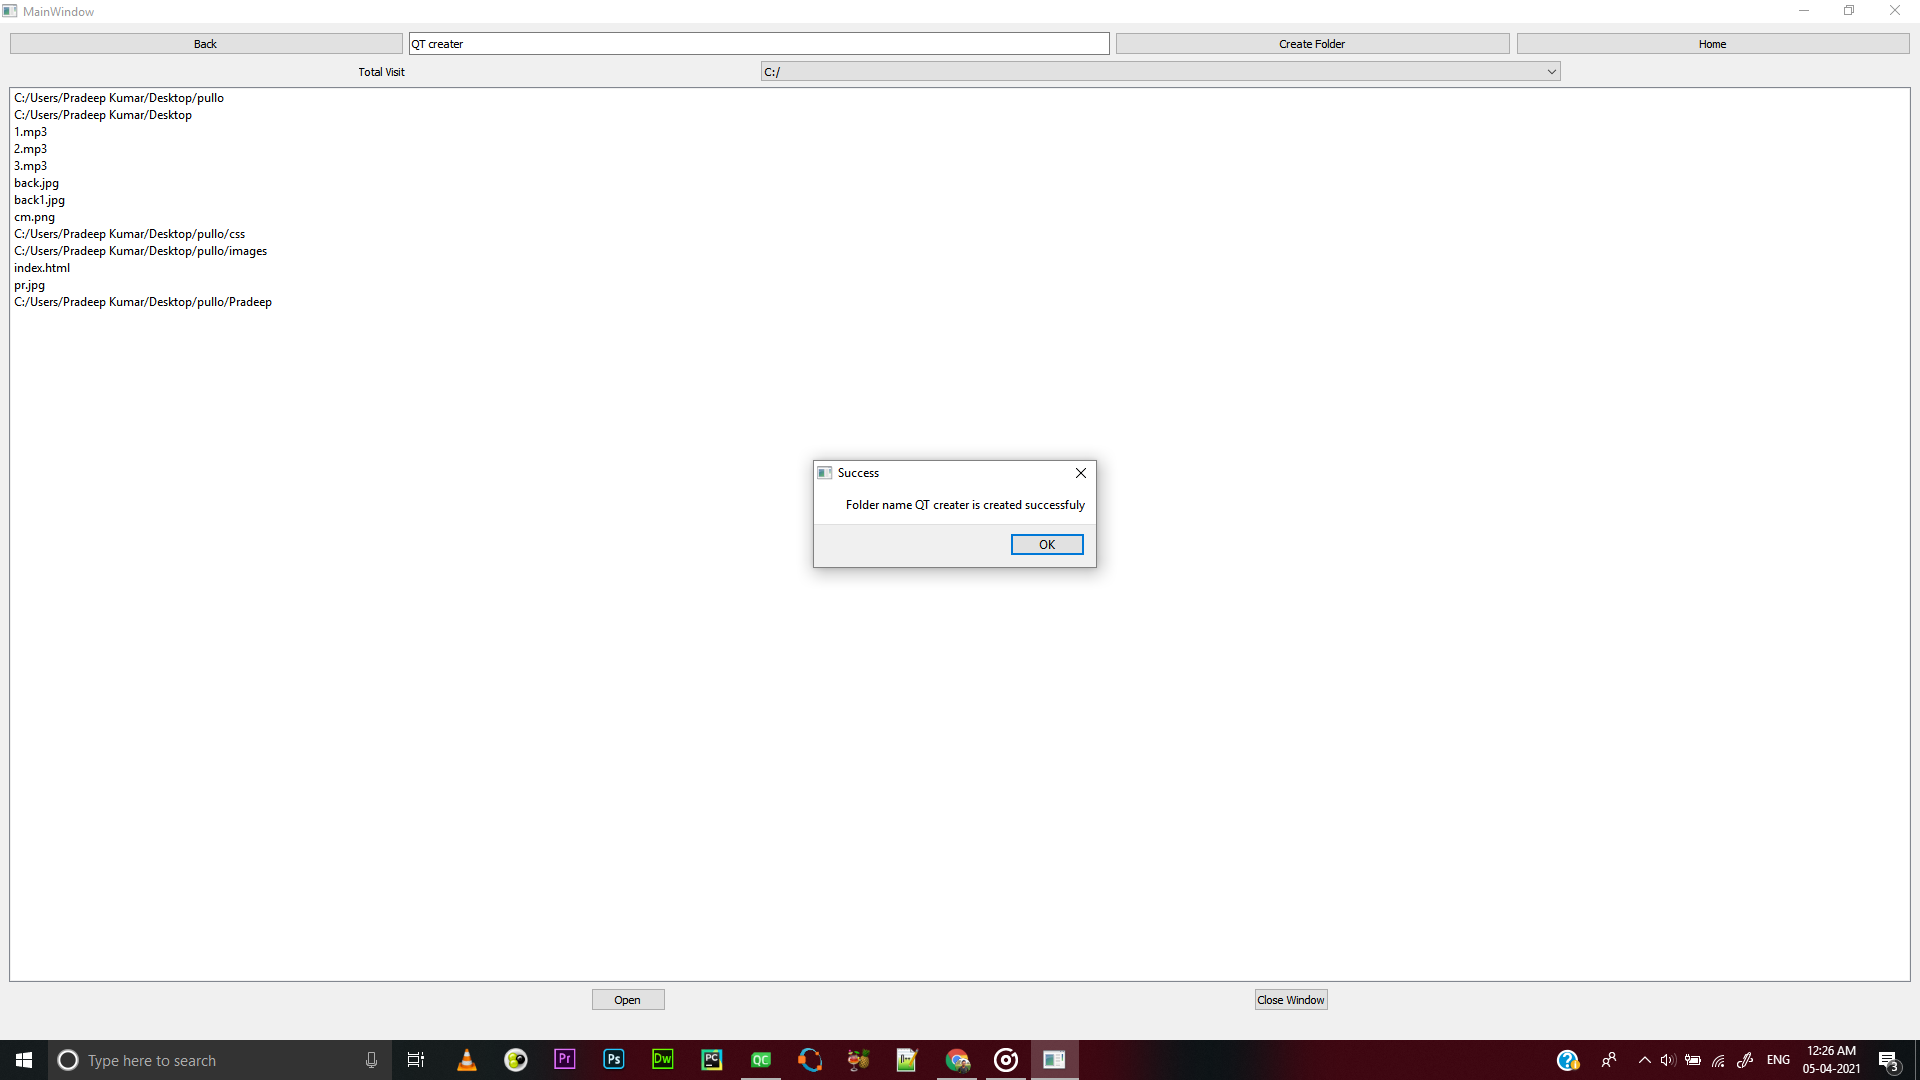 MainWindow
Back
QT creater
Create Folder
Home
Total Visit
C:/
C:/Users/Pradeep Kumar/Desktop/pullo
C:/Users/Pradeep Kumar/Desktop
1.mp3
2.mp3
3.mp3
back.jpg
back1.jpg
cm.png
C:/Users/Pradeep Kumar/Desktop/pullo/css
C:/Users/Pradeep Kumar/Desktop/pullo/images
index.html
pr.jpg
C:/Users/Pradeep Kumar/Desktop/pullo/Pradeep
Success
Folder name QT creater is created successfuly
OK
Open
Close Window
Type here to search
Pr
Ps
Dw
PC
QC
ENG
12:26 AM
05-04-2021
3